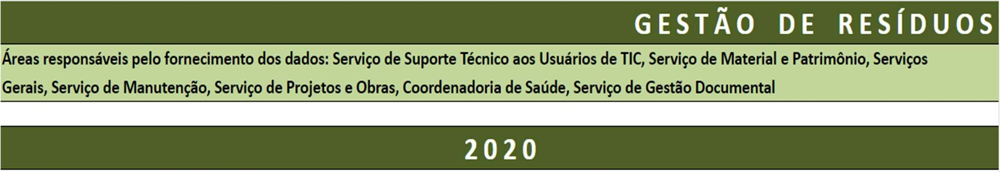 GESTÃO DE RESÍDUOS
Áreas responsáveis pelo fornecimento dos dados: Serviço de Suporte Técnico aos Usuários de TIC, Serviço de Material e Patrimônio, Serviços
Gerais, Serviço de Manutenção, Serviço de Projetos e Obras, Coordenadoria de Saúde, Serviço de Gestão Documental
2020